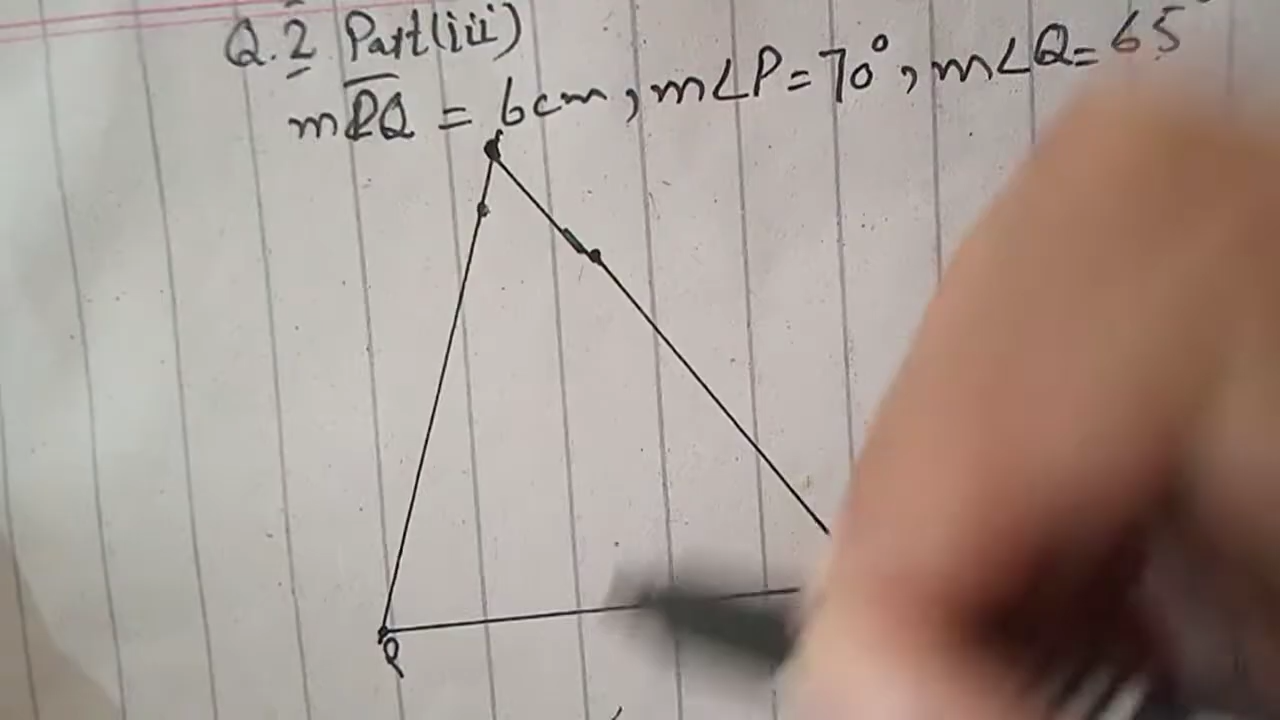 Q.2 Part(iii)
mPQ = 6cm, m∠P = 70°, m∠Q = 65°
P